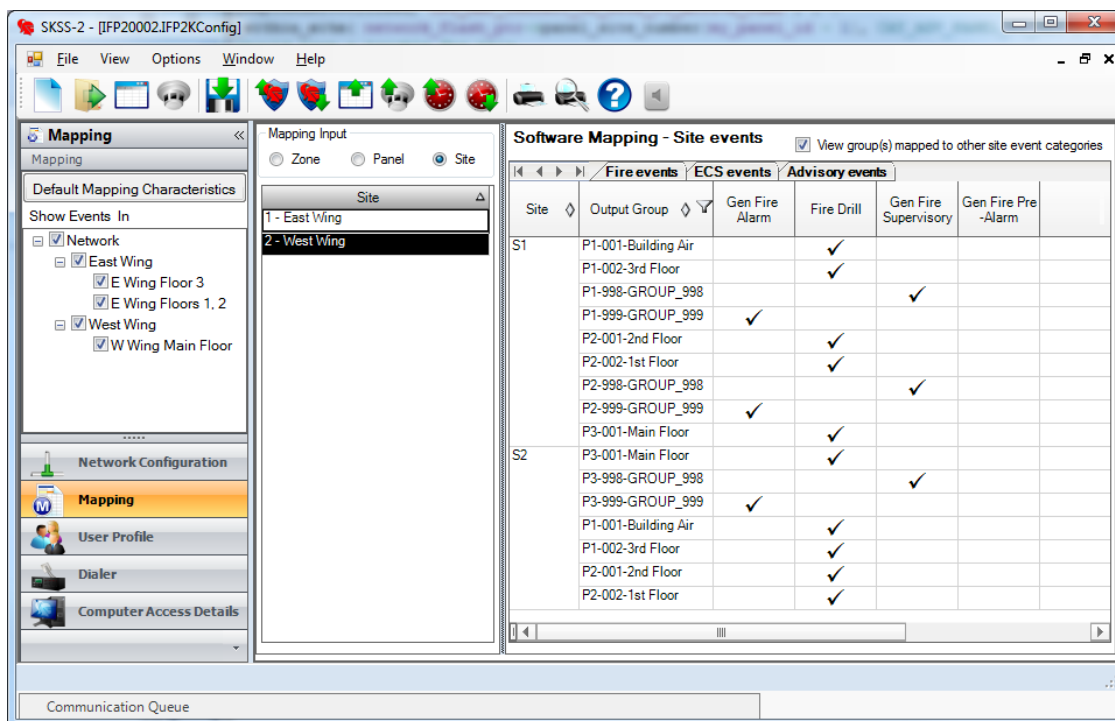 SKSS-2 - [IFP20002.IFP2KConfig]
File View Options Window Help
Mapping
Mapping
Default Mapping Characteristics
Show Events In
Network
East Wing
E Wing Floor 3
E Wing Floors 1, 2
West Wing
W Wing Main Floor
Network Configuration
Mapping
User Profile
Dialer
Computer Access Details
Mapping Input
Zone Panel Site
Site
1 - East Wing
2 - West Wing
Software Mapping - Site events
View group(s) mapped to other site event categories
Fire events ECS events Advisory events
Site Output Group Gen Fire Alarm Fire Drill Gen Fire Supervisory Gen Fire Pre-Alarm
S1 P1-001-Building Air ✓
P1-002-3rd Floor ✓
P1-998-GROUP_998 ✓
P1-999-GROUP_999 ✓
P2-001-2nd Floor ✓
P2-002-1st Floor ✓
P2-998-GROUP_998 ✓
P2-999-GROUP_999 ✓
P3-001-Main Floor ✓
S2 P3-001-Main Floor ✓
P3-998-GROUP_998 ✓
P3-999-GROUP_999 ✓
P1-001-Building Air ✓
P1-002-3rd Floor ✓
P2-001-2nd Floor ✓
P2-002-1st Floor ✓
Communication Queue